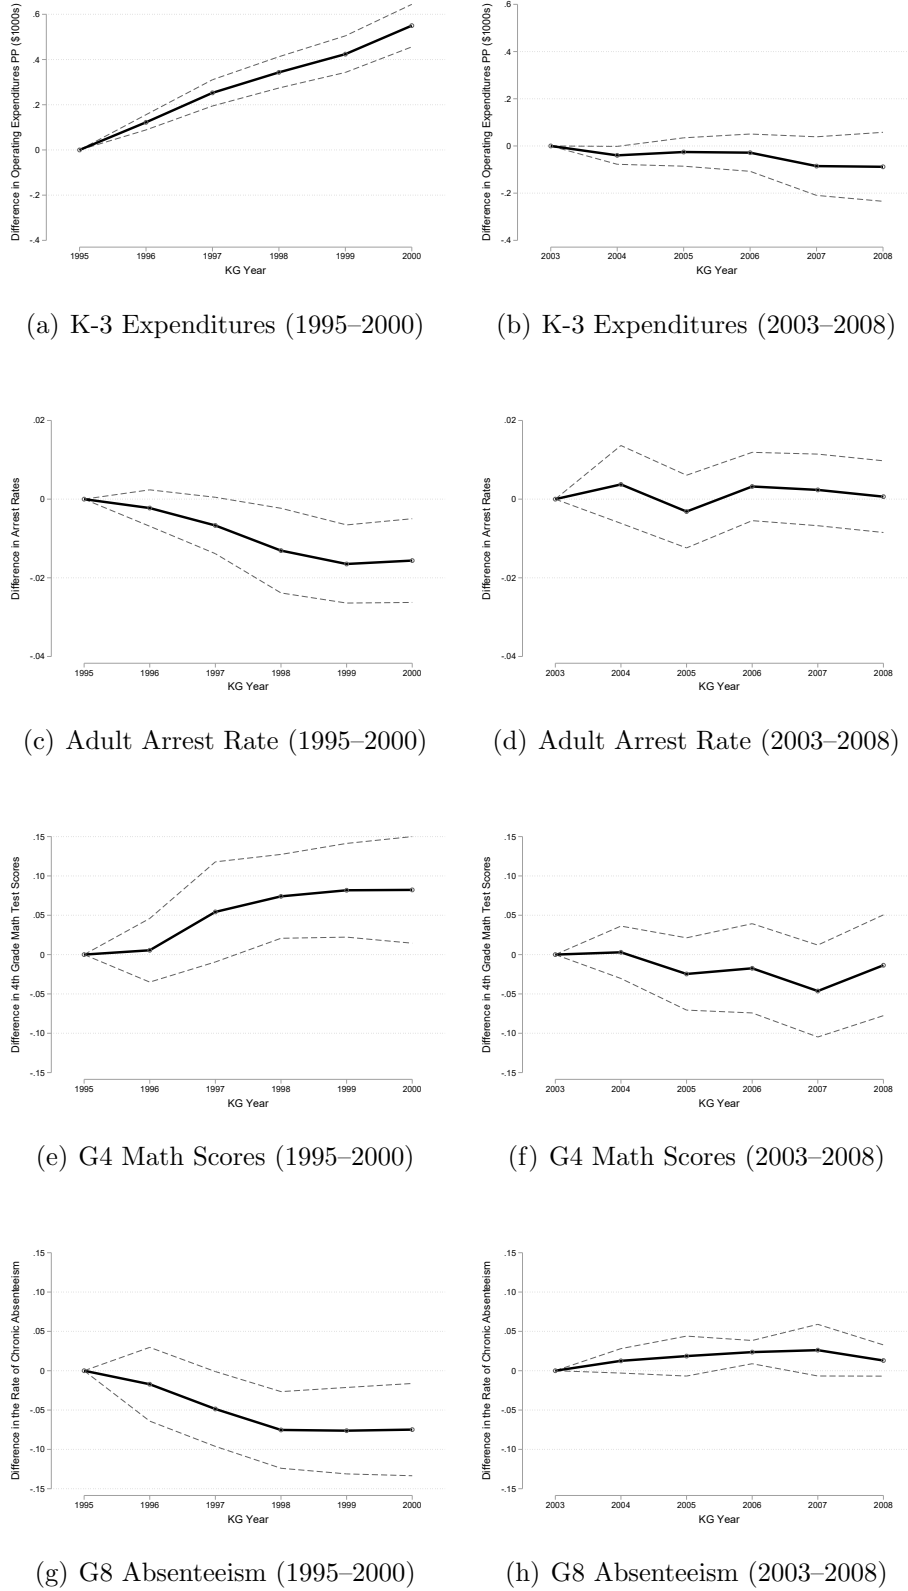 Difference in Operating Expenditures PP ($1000s)
.6
.4
.2
0
-.2
-.4
1995 1996 1997 1998 1999 2000
KG Year
(a) K-3 Expenditures (1995–2000)
Difference in Operating Expenditures PP ($1000s)
.6
.4
.2
0
-.2
-.4
2003 2004 2005 2006 2007 2008
KG Year
(b) K-3 Expenditures (2003–2008)
Difference in Arrest Rates
.02
0
-.02
-.04
1995 1996 1997 1998 1999 2000
KG Year
(c) Adult Arrest Rate (1995–2000)
Difference in Arrest Rates
.02
0
-.02
-.04
2003 2004 2005 2006 2007 2008
KG Year
(d) Adult Arrest Rate (2003–2008)
Difference in 4th Grade Math Test Scores
.15
.10
.05
0
-.05
-.10
-.15
1995 1996 1997 1998 1999 2000
KG Year
(e) G4 Math Scores (1995–2000)
Difference in 4th Grade Math Test Scores
.15
.10
.05
0
-.05
-.10
-.15
2003 2004 2005 2006 2007 2008
KG Year
(f) G4 Math Scores (2003–2008)
Difference in the Rate of Chronic Absenteeism
.15
.10
.05
0
-.05
-.10
-.15
1995 1996 1997 1998 1999 2000
KG Year
(g) G8 Absenteeism (1995–2000)
Difference in the Rate of Chronic Absenteeism
.15
.10
.05
0
-.05
-.10
-.15
2003 2004 2005 2006 2007 2008
KG Year
(h) G8 Absenteeism (2003–2008)